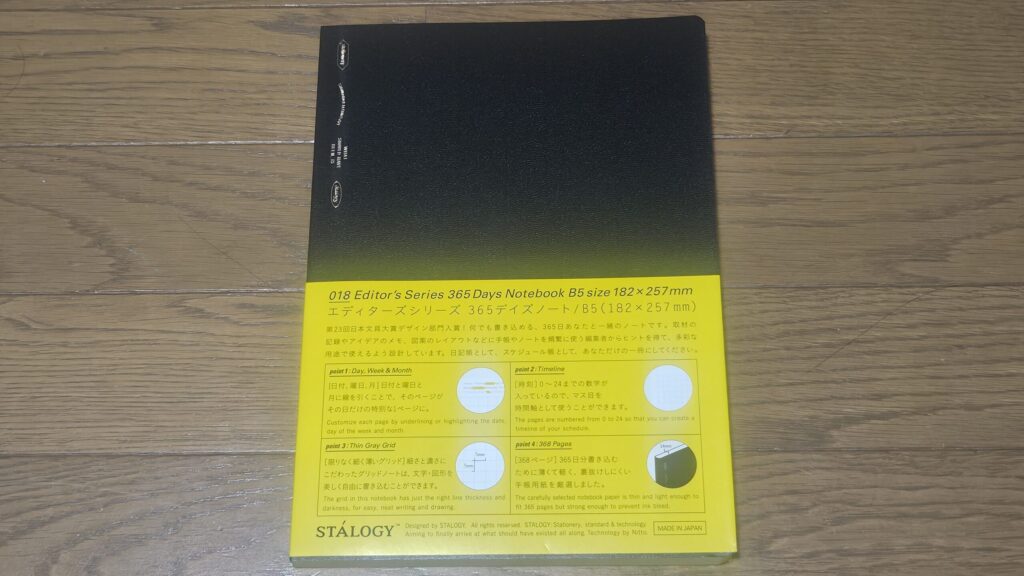 018 Editor's Series 365 Days Notebook B5 size 182×257mm
エディターズシリーズ 365デイズノート/B5(182×257mm)
第23回日本文具大賞デザイン部門入賞!何でも書き込める、365日あなたと一緒のノートです。取材の
記録やアイデアのメモ、図案のレイアウトなどに手帳やノートを頻繁に使う編集者からヒントを得て、多彩な
用途で使えるよう設計しています。日記帳として、スケジュール帳として、あなただけの一冊にしてください。
point 1 : Day, Week & Month
[日付、曜日、月]日付と曜日と
月に線を引くことで、そのページが
その日だけの特別な1ページに。
Customize each page by underlining or highlighting the date,
day of the week and month.
point 2 : Timeline
[時刻]0〜24までの数字が
入っているので、マス目を
時間軸として使うことができます。
The pages are numbered from 0 to 24 so that you can create a
timeline of your schedule.
point 3 : Thin Gray Grid
[限りなく細く薄いグリッド]細さと濃さに
こだわったグリッドノートは、文字・図形を
美しく自由に書き込むことができます。
The grid in this notebook has just the right line thickness and
darkness, for easy, neat writing and drawing.
5mm
5mm
point 4 : 368 Pages
[368ページ]365日分書き込む
ために薄くて軽く、裏抜けしにくい
手帳用紙を厳選しました。
The carefully selected notebook paper is thin and light enough to
fit 365 pages but strong enough to prevent ink bleed.
STÁLOGY™
Designed by STALOGY. All rights reserved. STALOGY: Stationery, standard & technology.
Aiming to finally arrive at what should have existed all along. Technology by Nitto.
MADE IN JAPAN